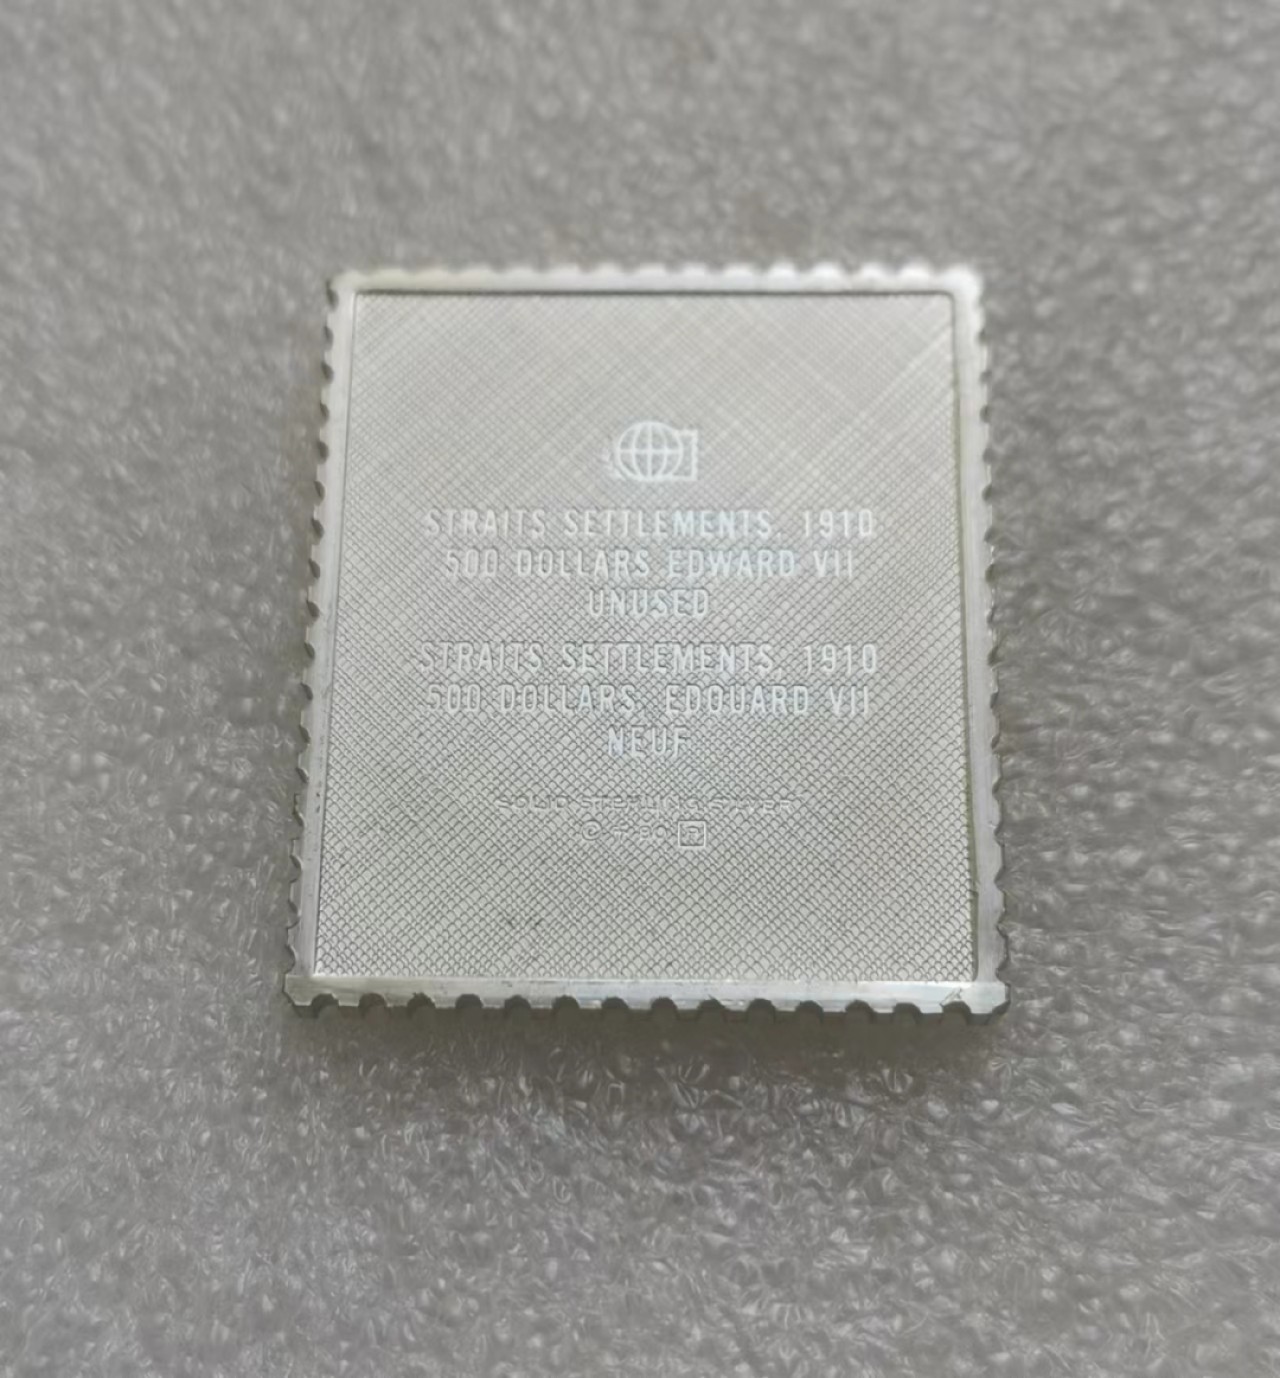 STRAITS SETTLEMENTS, 1910
500 DOLLARS EDWARD VII
UNUSED
STRAITS SETTLEMENTS, 1910
500 DOLLARS, EDOUARD VII
NEUF
SOLID STERLING SILVER